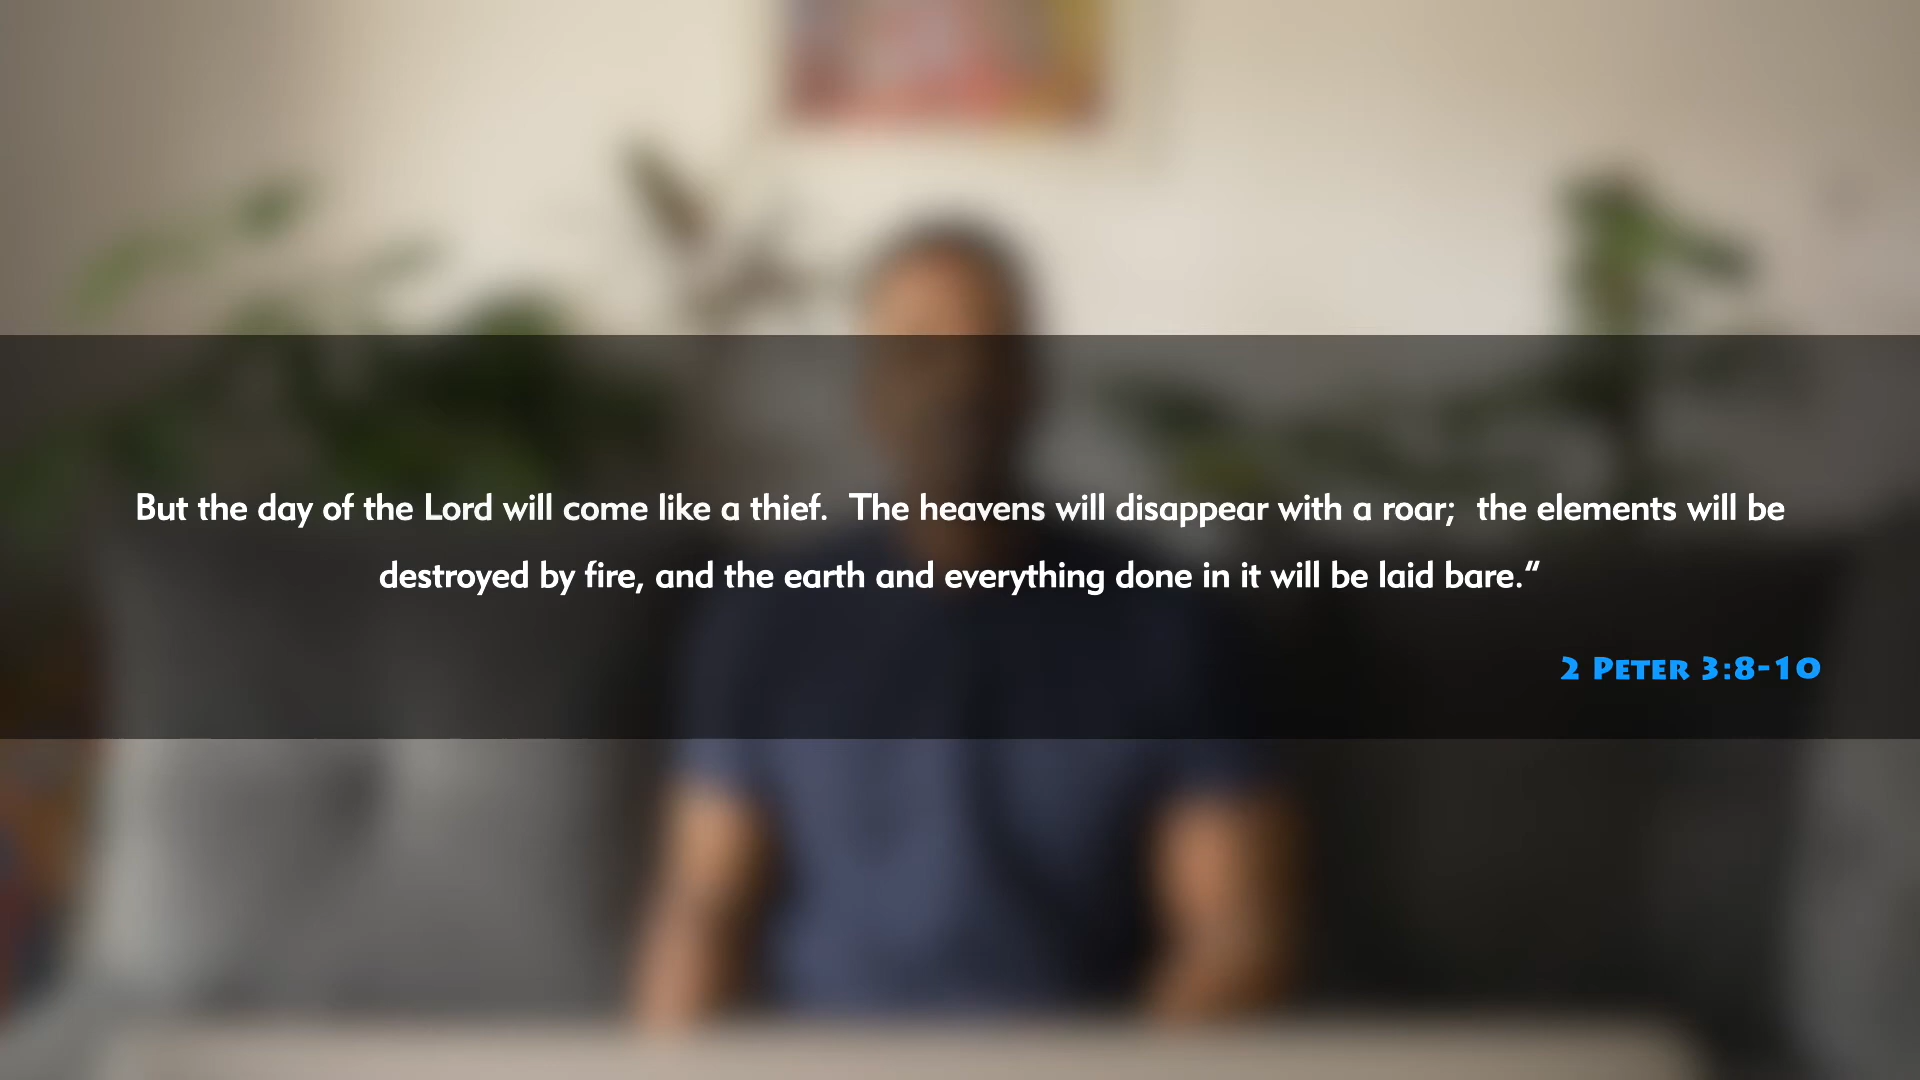 But the day of the Lord will come like a thief.  The heavens will disappear with a roar;  the elements will be
destroyed by fire, and the earth and everything done in it will be laid bare.“
2 Peter 3:8-10